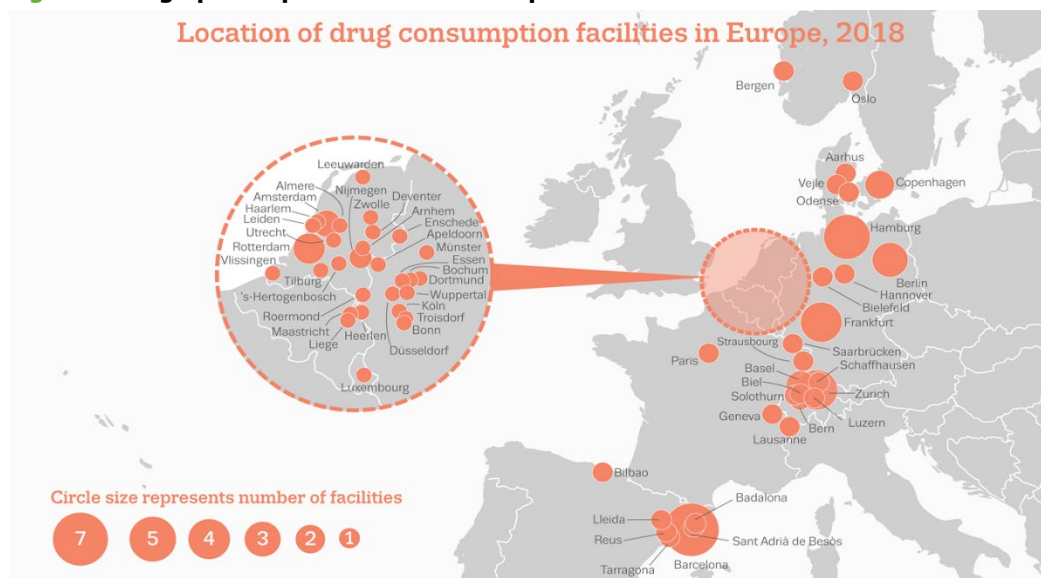 Location of drug consumption facilities in Europe, 2018
Bergen
Oslo
Aarhus
Vejle
Copenhagen
Odense
Hamburg
Berlin
Hannover
Bielefeld
Frankfurt
Strausbourg
Saarbrücken
Paris
Schaffhausen
Basel
Biel
Zurich
Solothurn
Geneva
Bern
Luzern
Lausanne
Bilbao
Badalona
Lleida
Reus
Sant Adrià de Besòs
Tarragona
Barcelona
Leeuwarden
Almere
Nijmegen
Deventer
Amsterdam
Zwolle
Haarlem
Arnhem
Leiden
Enschede
Utrecht
Apeldoorn
Rotterdam
Münster
Vlissingen
Essen
Bochum
Tilburg
Dortmund
's-Hertogenbosch
Wuppertal
Roermond
Köln
Maastricht
Troisdorf
Liege
Heerlen
Bonn
Düsseldorf
Luxembourg
Circle size represents number of facilities
7 5 4 3 2 1